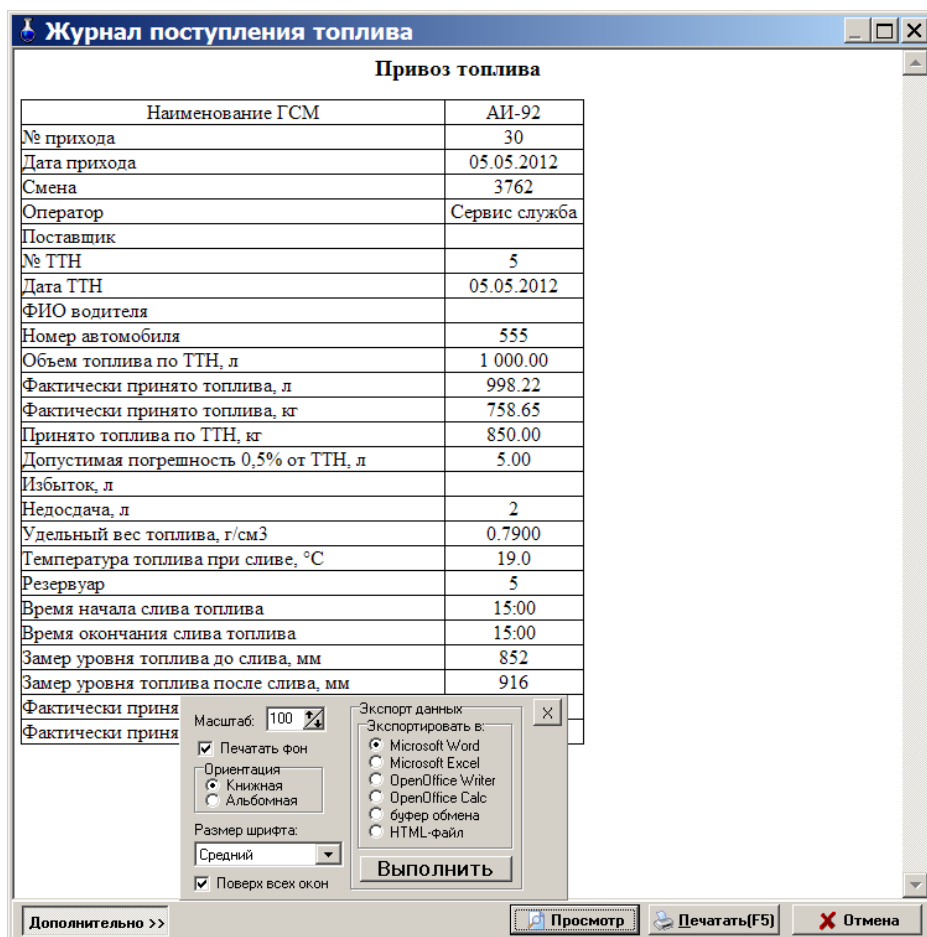 Журнал поступления топлива
Привоз топлива
Наименование ГСМ АИ-92
№ прихода 30
Дата прихода 05.05.2012
Смена 3762
Оператор Сервис служба
Поставщик
№ ТТН 5
Дата ТТН 05.05.2012
ФИО водителя
Номер автомобиля 555
Объем топлива по ТТН, л 1 000.00
Фактически принято топлива, л 998.22
Фактически принято топлива, кг 758.65
Принято топлива по ТТН, кг 850.00
Допустимая погрешность 0,5% от ТТН, л 5.00
Избыток, л
Недосдача, л 2
Удельный вес топлива, г/см3 0.7900
Температура топлива при сливе, °C 19.0
Резервуар 5
Время начала слива топлива 15:00
Время окончания слива топлива 15:00
Замер уровня топлива до слива, мм 852
Замер уровня топлива после слива, мм 916
Фактически приня
Фактически приня
Масштаб: 100
Печатать фон
Ориентация
Книжная
Альбомная
Размер шрифта:
Средний
Поверх всех окон
Экспорт данных
Экспортировать в:
Microsoft Word
Microsoft Excel
OpenOffice Writer
OpenOffice Calc
буфер обмена
HTML-файл
Выполнить
X
Дополнительно >>
Просмотр
Печатать(F5)
Отмена